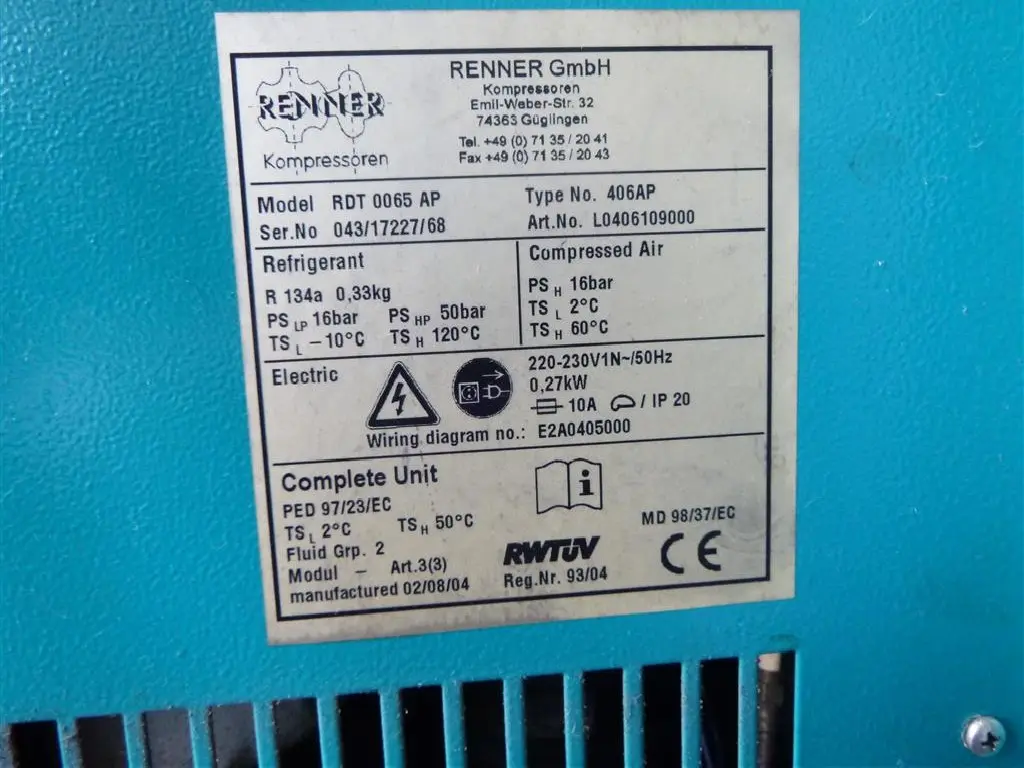 RENNER
Kompressoren
RENNER GmbH
Kompressoren
Emil-Weber-Str. 32
74363 Güglingen
Tel. +49 (0) 71 35 / 20 41
Fax +49 (0) 71 35 / 20 43
Model RDT 0065 AP Type No. 406AP
Ser.No 043/17227/68 Art.No. L0406109000
Refrigerant
R 134a 0,33kg
PS LP 16bar PS HP 50bar
TS L -10°C TS H 120°C
Compressed Air
PS H 16bar
TS L 2°C
TS H 60°C
Electric
220-230V1N~/50Hz
0,27kW
10A / IP 20
Wiring diagram no.: E2A0405000
Complete Unit
PED 97/23/EC
TS L 2°C TS H 50°C
Fluid Grp. 2
Modul – Art.3(3)
manufactured 02/08/04
i
RWTÜV
Reg.Nr. 93/04
MD 98/37/EC
CE